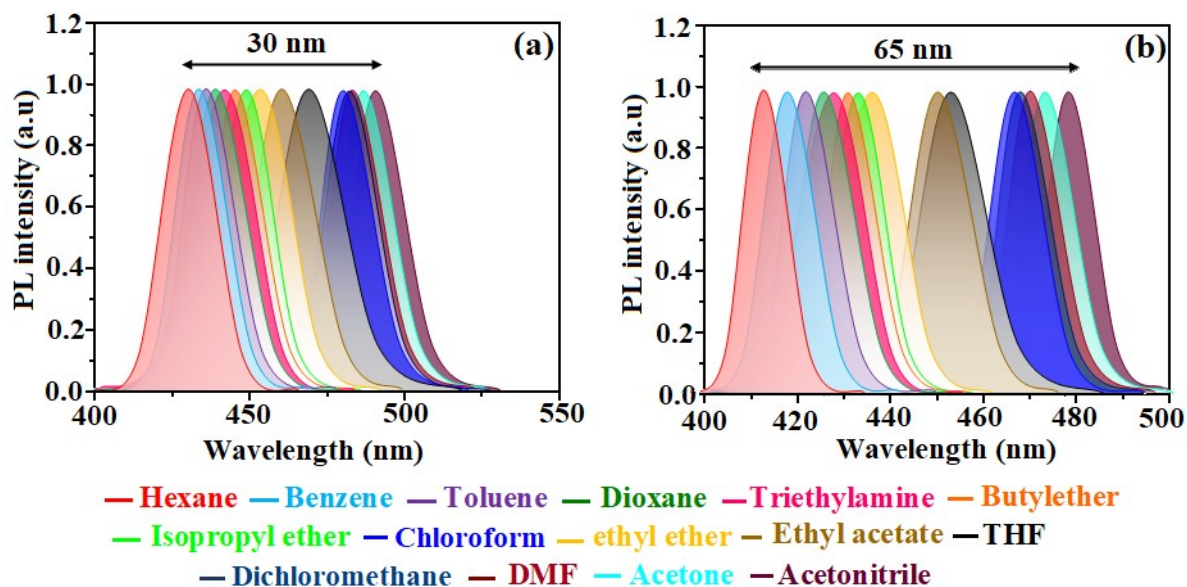 30 nm
(a)
PL intensity (a.u)
1.2
1.0
0.8
0.6
0.4
0.2
0.0
400 450 500 550
Wavelength (nm)
65 nm
(b)
PL intensity (a.u)
1.2
1.0
0.8
0.6
0.4
0.2
0.0
400 420 440 460 480 500
Wavelength (nm)
Hexane Benzene Toluene Dioxane Triethylamine Butylether
Isopropyl ether Chloroform ethyl ether Ethyl acetate THF
Dichloromethane DMF Acetone Acetonitrile